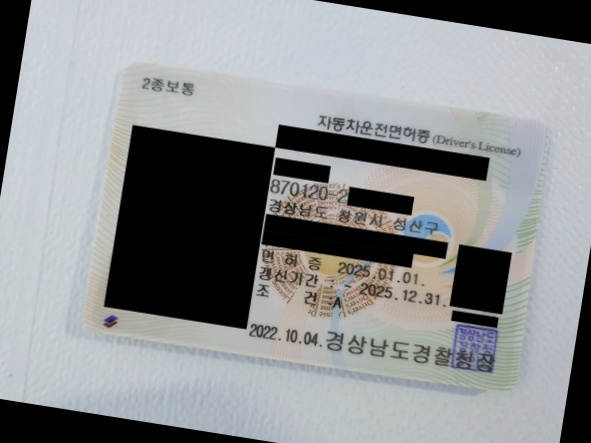 2종보통
자동차운전면허증 (Driver's License)
870120-2
경상남도 창원시 성산구
면 허 증 2025.01.01.
갱신기간 : ~ 2025.12.31.
조 건 : A
2022.10.04. 경상남도경찰청장